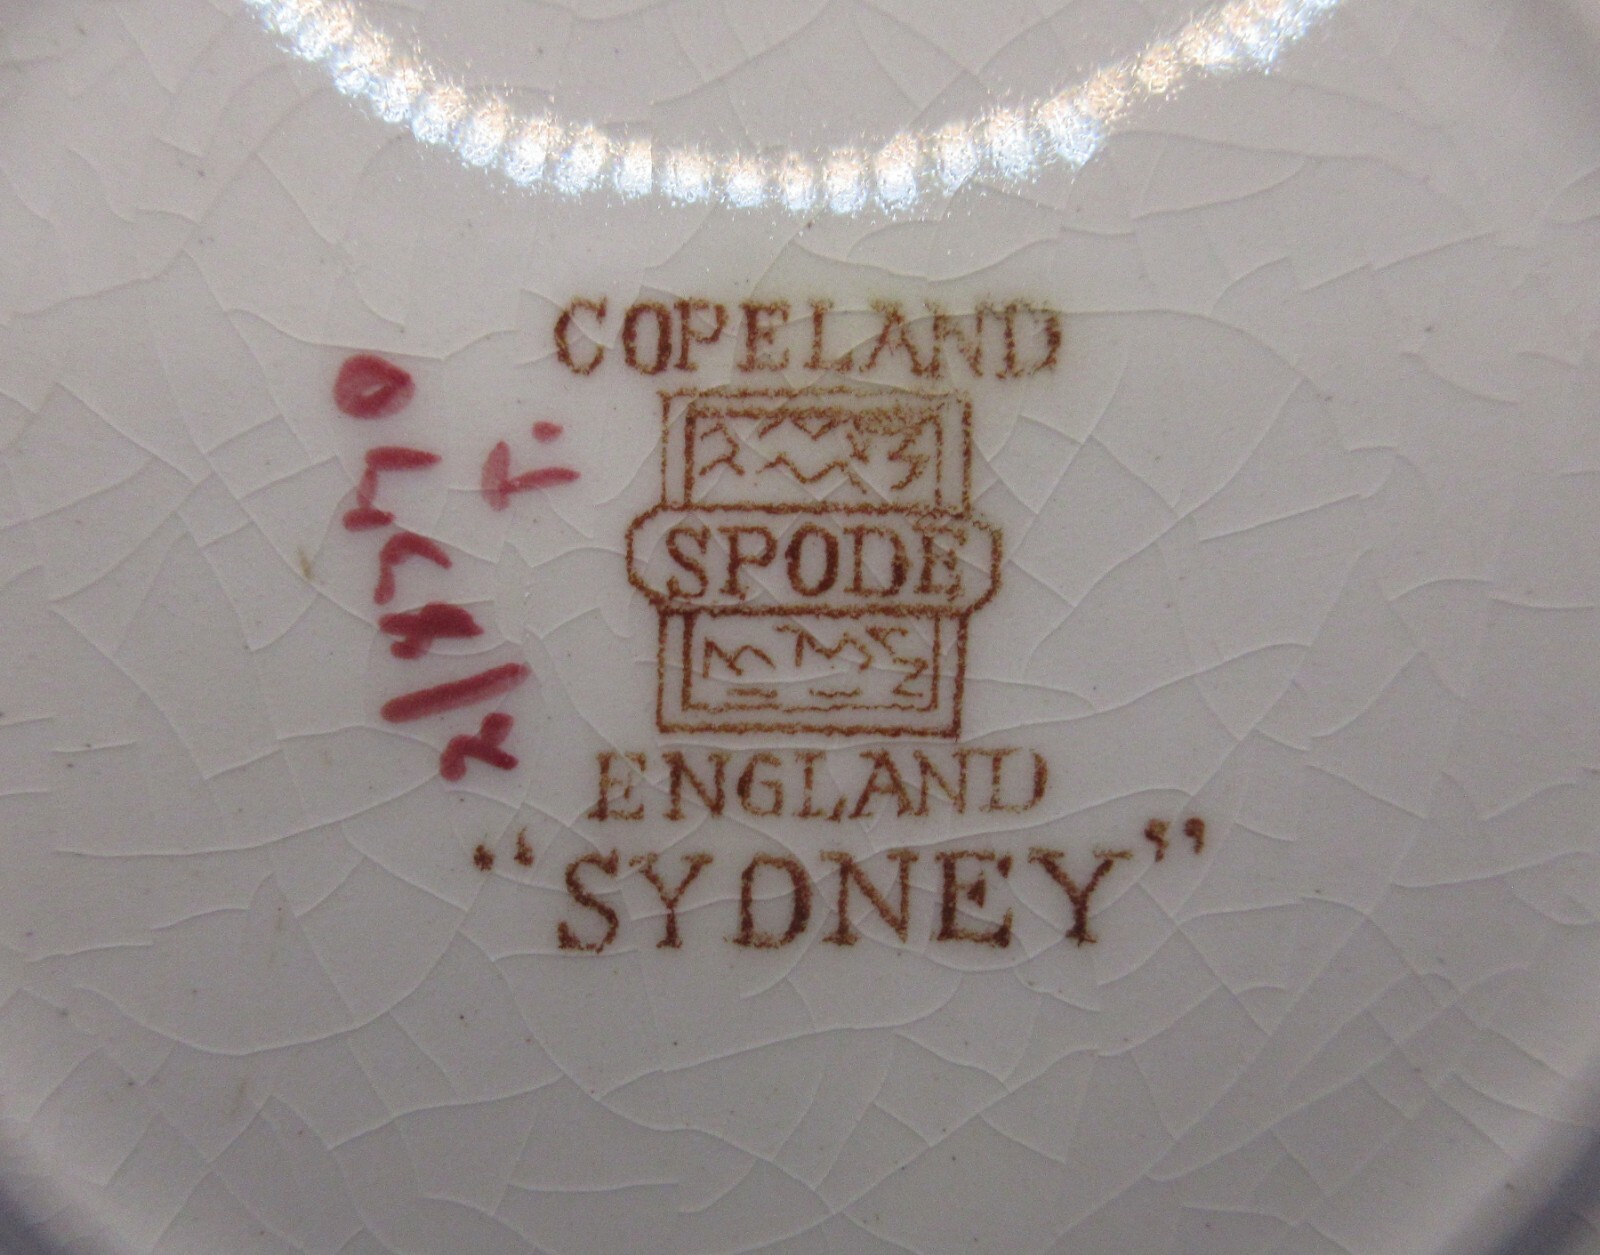 COPELAND
SPODE
ENGLAND
“SYDNEY”